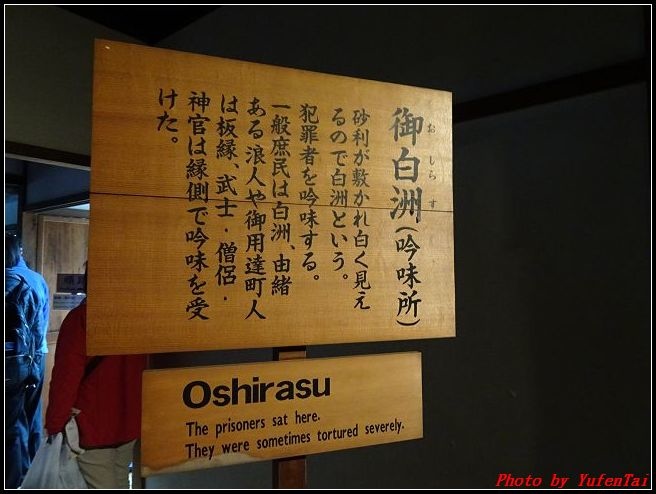 御白洲(吟味所)
おしらす
砂利が敷かれ白く見え
るので白洲という。
犯罪者を吟味する。
一般庶民は白洲、由緒
ある浪人や御用達町人
は板縁、武士・僧侶・
神官は縁側で吟味を受
けた。
Oshirasu
The prisoners sat here.
They were sometimes tortured severely.
Photo by YufenTai